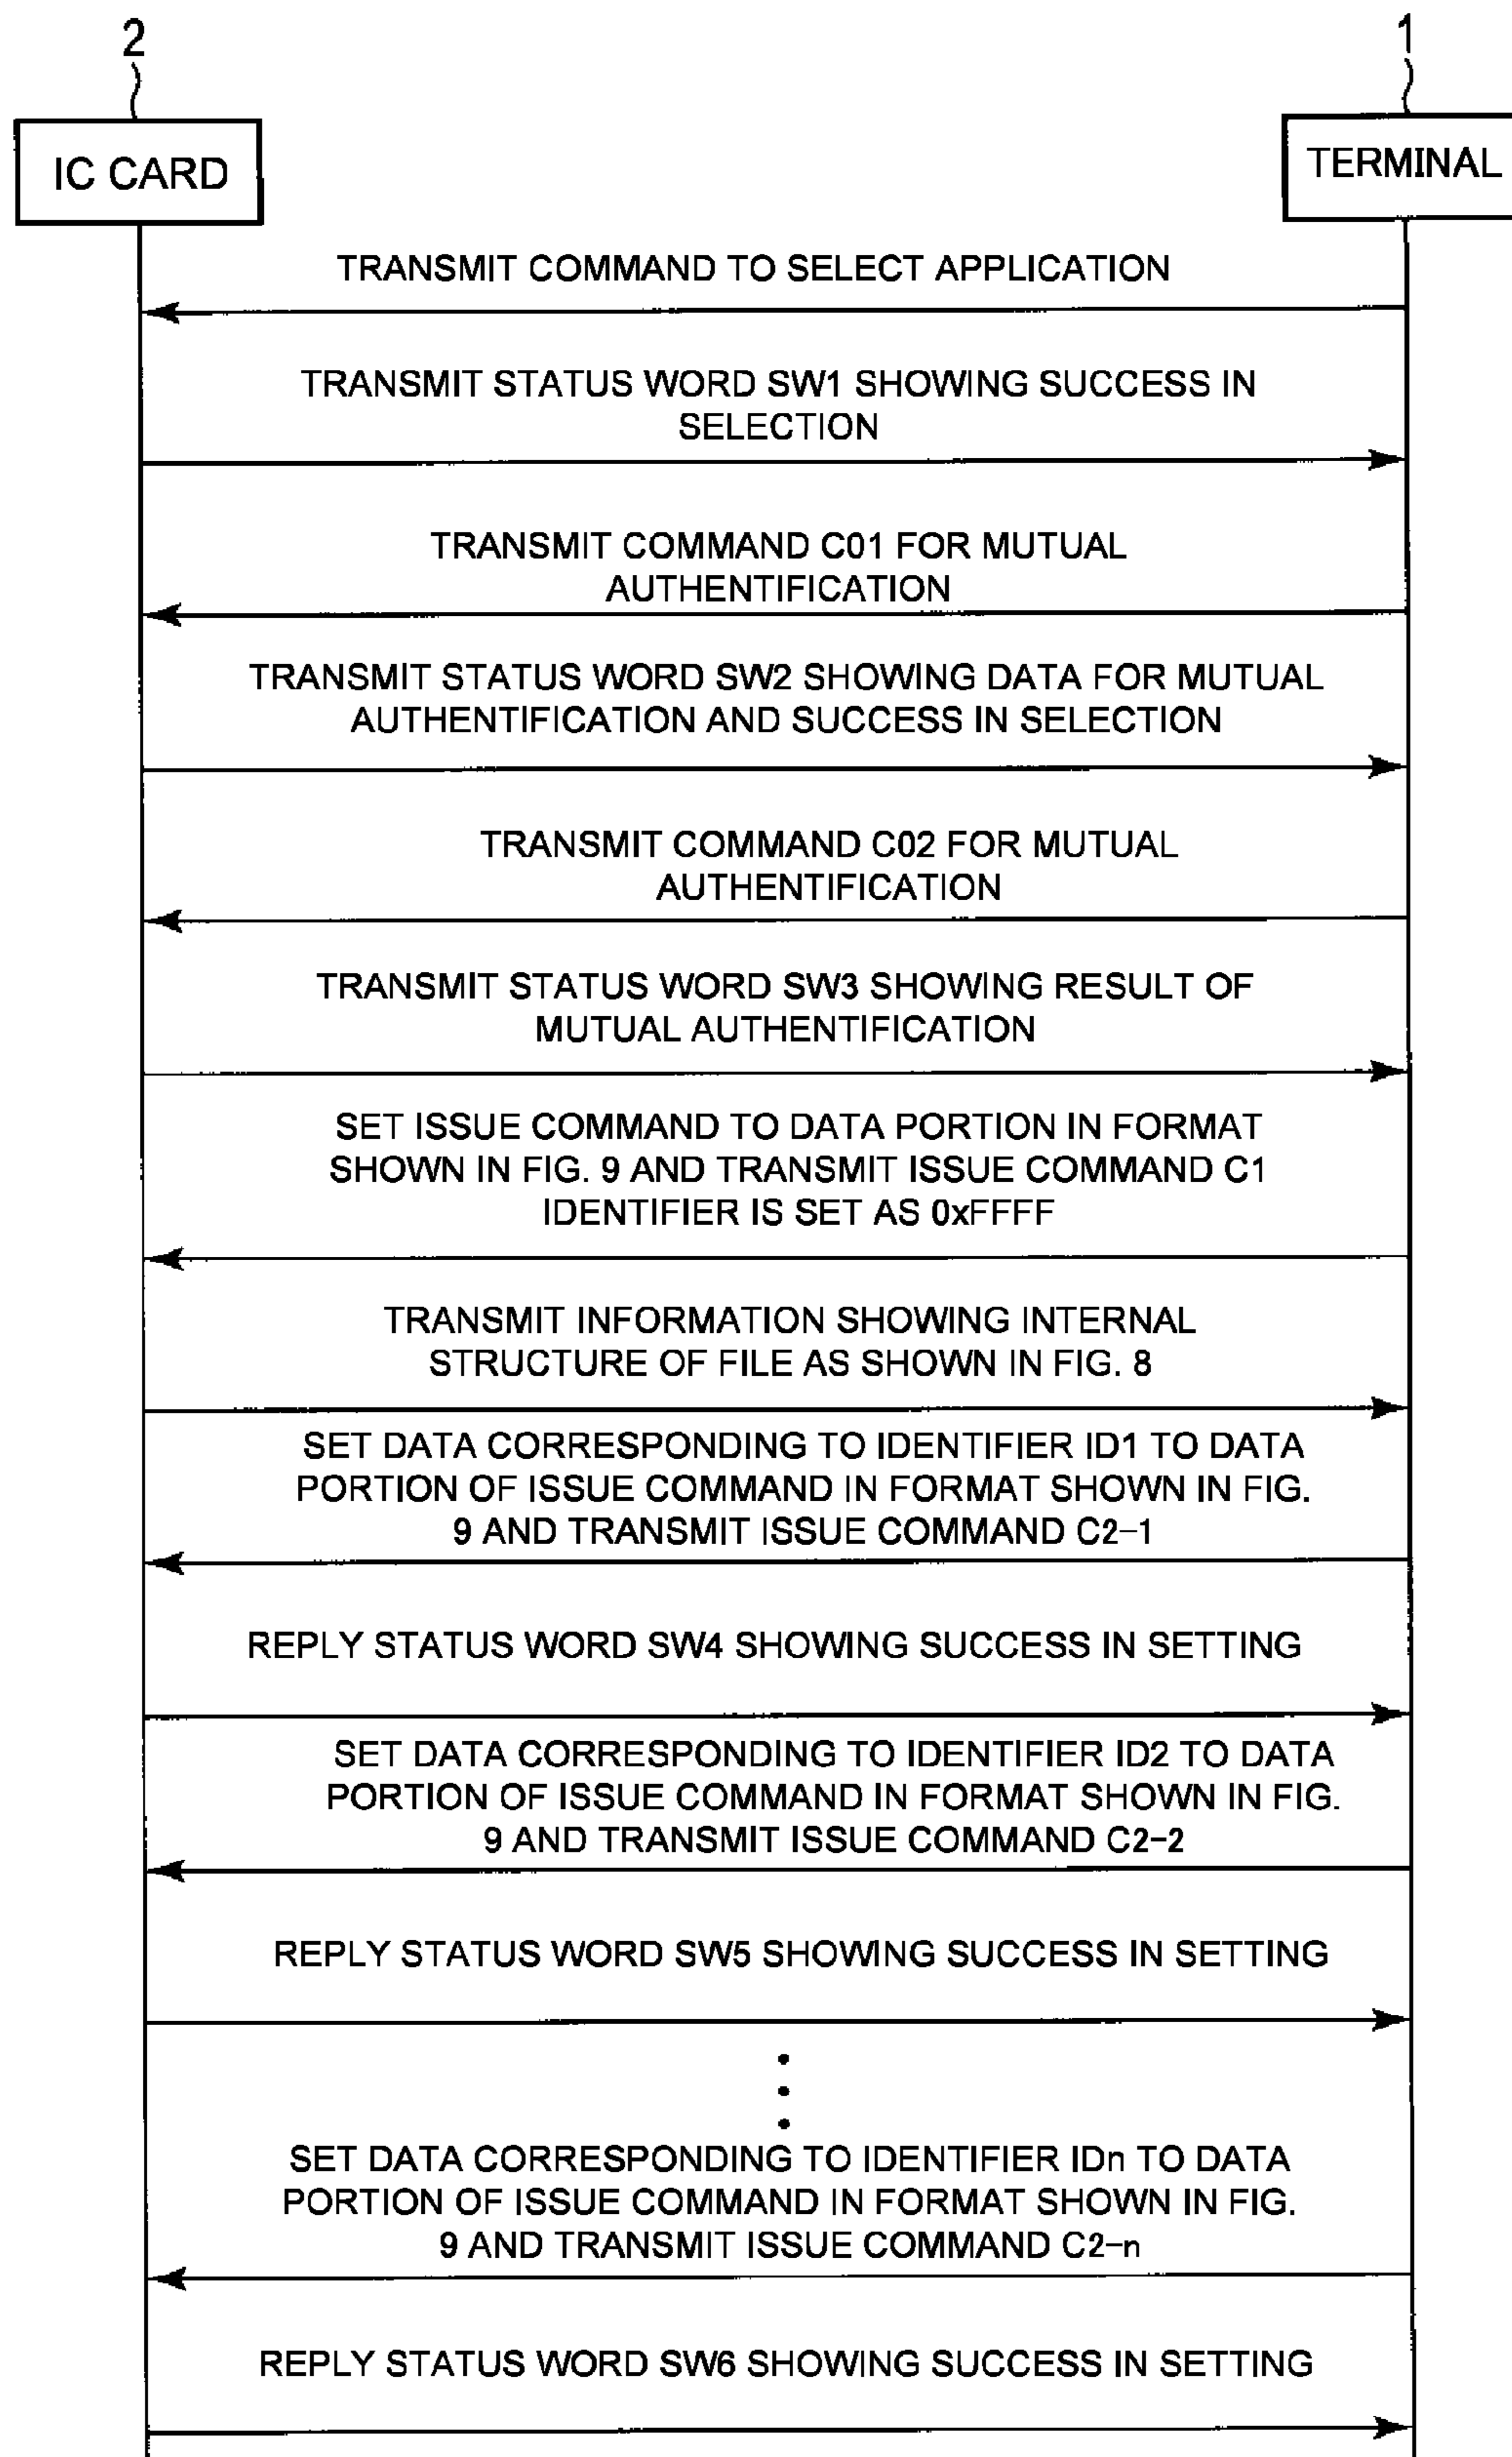 2
1
IC CARD
TERMINAL
TRANSMIT COMMAND TO SELECT APPLICATION
TRANSMIT STATUS WORD SW1 SHOWING SUCCESS IN
SELECTION
TRANSMIT COMMAND C01 FOR MUTUAL
AUTHENTIFICATION
TRANSMIT STATUS WORD SW2 SHOWING DATA FOR MUTUAL
AUTHENTIFICATION AND SUCCESS IN SELECTION
TRANSMIT COMMAND C02 FOR MUTUAL
AUTHENTIFICATION
TRANSMIT STATUS WORD SW3 SHOWING RESULT OF
MUTUAL AUTHENTIFICATION
SET ISSUE COMMAND TO DATA PORTION IN FORMAT
SHOWN IN FIG. 9 AND TRANSMIT ISSUE COMMAND C1
IDENTIFIER IS SET AS 0xFFFF
TRANSMIT INFORMATION SHOWING INTERNAL
STRUCTURE OF FILE AS SHOWN IN FIG. 8
SET DATA CORRESPONDING TO IDENTIFIER ID1 TO DATA
PORTION OF ISSUE COMMAND IN FORMAT SHOWN IN FIG.
9 AND TRANSMIT ISSUE COMMAND C2-1
REPLY STATUS WORD SW4 SHOWING SUCCESS IN SETTING
SET DATA CORRESPONDING TO IDENTIFIER ID2 TO DATA
PORTION OF ISSUE COMMAND IN FORMAT SHOWN IN FIG.
9 AND TRANSMIT ISSUE COMMAND C2-2
REPLY STATUS WORD SW5 SHOWING SUCCESS IN SETTING
SET DATA CORRESPONDING TO IDENTIFIER IDn TO DATA
PORTION OF ISSUE COMMAND IN FORMAT SHOWN IN FIG.
9 AND TRANSMIT ISSUE COMMAND C2-n
REPLY STATUS WORD SW6 SHOWING SUCCESS IN SETTING